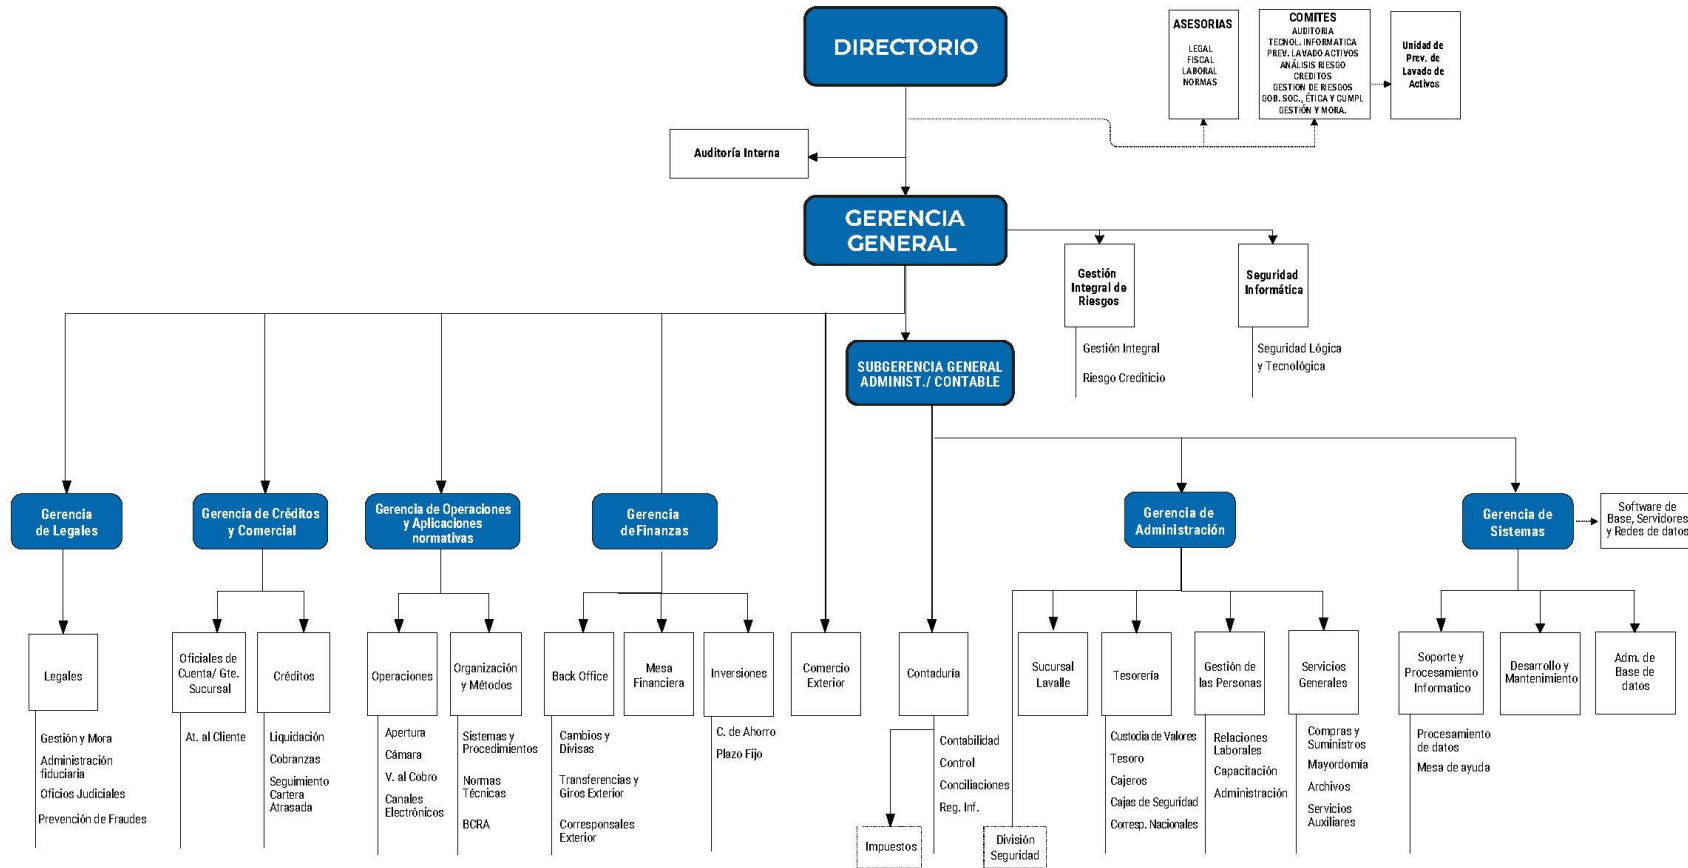 DIRECTORIO
ASESORIAS
LEGAL
FISCAL
LABORAL
NORMAS
COMITES
AUDITORIA
TECNOL. INFORMATICA
PREV. LAVADO ACTIVOS
ANÁLISIS RIESGO
CREDITOS
GESTION DE RIESGOS
GOB. SOC., ÉTICA Y CUMPL
GESTIÓN Y MORA.
Unidad de
Prev. de
Lavado de
Activos
Auditoría Interna
GERENCIA
GENERAL
Gestión
Integral de
Riesgos
Gestión Integral
Riesgo Crediticio
Seguridad
Informática
Seguridad Lógica
y Tecnológica
SUBGERENCIA GENERAL
ADMINIST./ CONTABLE
Gerencia
de Legales
Gerencia de Créditos
y Comercial
Gerencia de Operaciones
y Aplicaciones
normativas
Gerencia
de Finanzas
Gerencia de
Administración
Gerencia de
Sistemas
Software de
Base, Servidores
y Redes de datos
Legales
Gestión y Mora
Administración
fiduciaria
Oficios Judiciales
Prevención de Fraudes
Oficiales de
Cuenta/ Gte.
Sucursal
At. al Cliente
Créditos
Liquidación
Cobranzas
Seguimiento
Cartera
Atrasada
Operaciones
Apertura
Cámara
V. al Cobro
Canales
Electrónicos
Organización
y Métodos
Sistemas y
Procedimientos
Normas
Técnicas
BCRA
Back Office
Cambios y
Divisas
Transferencias y
Giros Exterior
Corresponsales
Exterior
Mesa
Financiera
Inversiones
C. de Ahorro
Plazo Fijo
Comercio
Exterior
Contaduría
Contabilidad
Control
Conciliaciones
Reg. Inf.
Impuestos
Sucursal
Lavalle
División
Seguridad
Tesorería
Custodia de Valores
Tesoro
Cajeros
Cajas de Seguridad
Corresp. Nacionales
Gestión de
las Personas
Relaciones
Laborales
Capacitación
Administración
Servicios
Generales
Compras y
Suministros
Mayordomía
Archivos
Servicios
Auxiliares
Soporte y
Procesamiento
Informatico
Procesamiento
de datos
Mesa de ayuda
Desarrollo y
Mantenimiento
Adm. de
Base de
datos